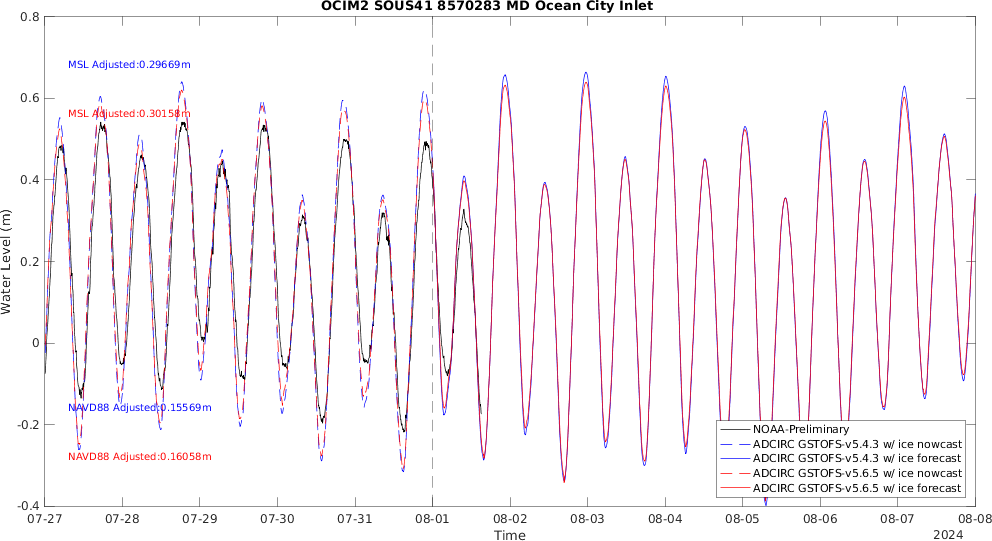 OCIM2 SOUS41 8570283 MD Ocean City Inlet
0.8
MSL Adjusted:0.29669m
0.6
MSL Adjusted:0.30158m
0.4
Water Level (m)
0.2
0
NAVD88 Adjusted:0.15569m
-0.2
NAVD88 Adjusted:0.16058m
NOAA-Preliminary
ADCIRC GSTOFS-v5.4.3 w/ ice nowcast
ADCIRC GSTOFS-v5.4.3 w/ ice forecast
ADCIRC GSTOFS-v5.6.5 w/ ice nowcast
ADCIRC GSTOFS-v5.6.5 w/ ice forecast
-0.4
07-27 07-28 07-29 07-30 07-31 08-01 08-02 08-03 08-04 08-05 08-06 08-07 08-08
Time
2024